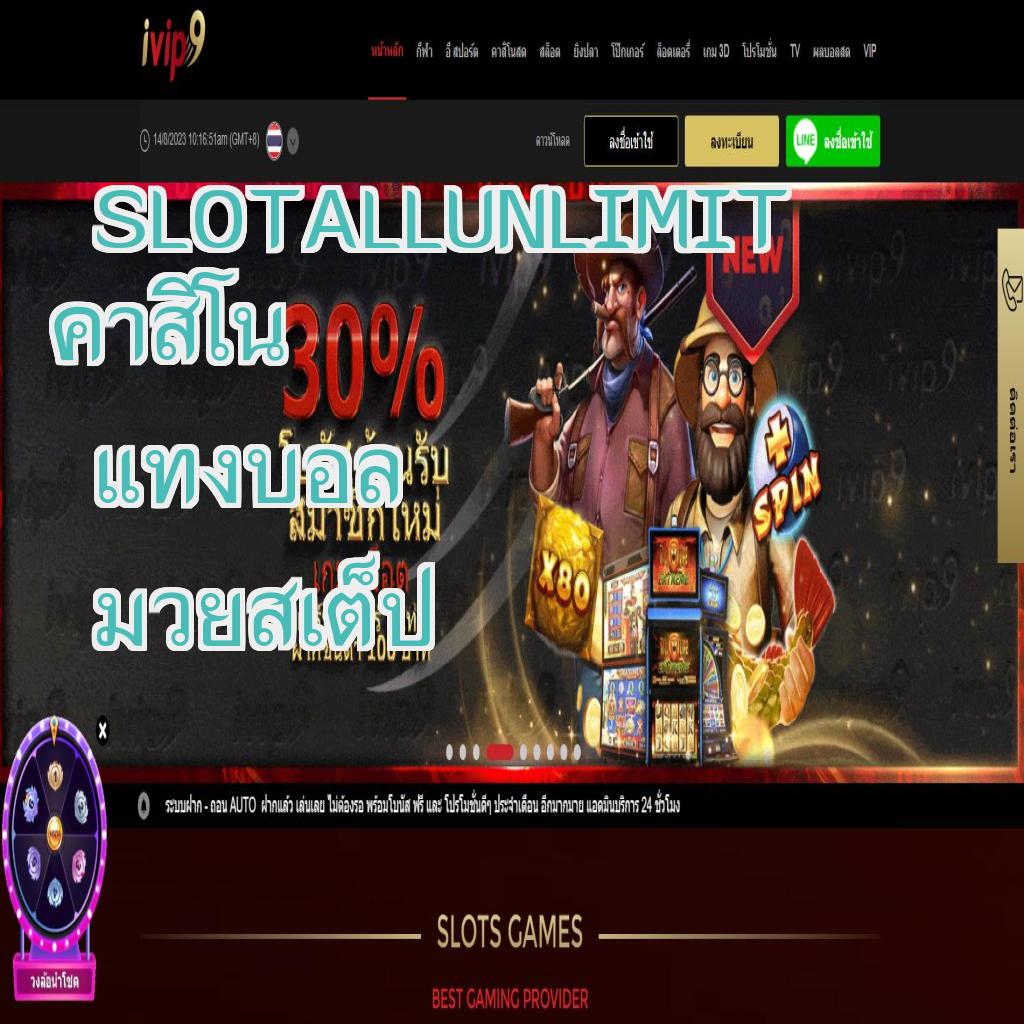 ivip9
หน้าหลัก กีฬา อี สปอร์ต คาสิโนสด สล็อต ยิงปลา โป๊กเกอร์ ล็อตเตอรี่ เกม 3D โปรโมชั่น TV ผลบอลสด VIP
14/8/2023 10:16:51am (GMT+8) ดาวน์โหลด ลงชื่อเข้าใช้ ลงทะเบียน LINE ลงชื่อเข้าใช้
SLOTALLUNLIMIT
NEW
คาสิโน
30%
ติดต่อเรา
แทงบอล
สมาชิกใหม่
+ SPIN
X80
EXTREME
มวยสเต็ป
X
ระบบฝาก - ถอน AUTO ฝากแล้ว เล่นเลย ไม่ต้องรอ พร้อมโบนัส ฟรี และ โปรโมชั่นดีๆ ประจำเดือน อีกมากมาย แอดมินบริการ 24 ชั่วโมง
SLOTS GAMES
วงล้อนำโชค
BEST GAMING PROVIDER